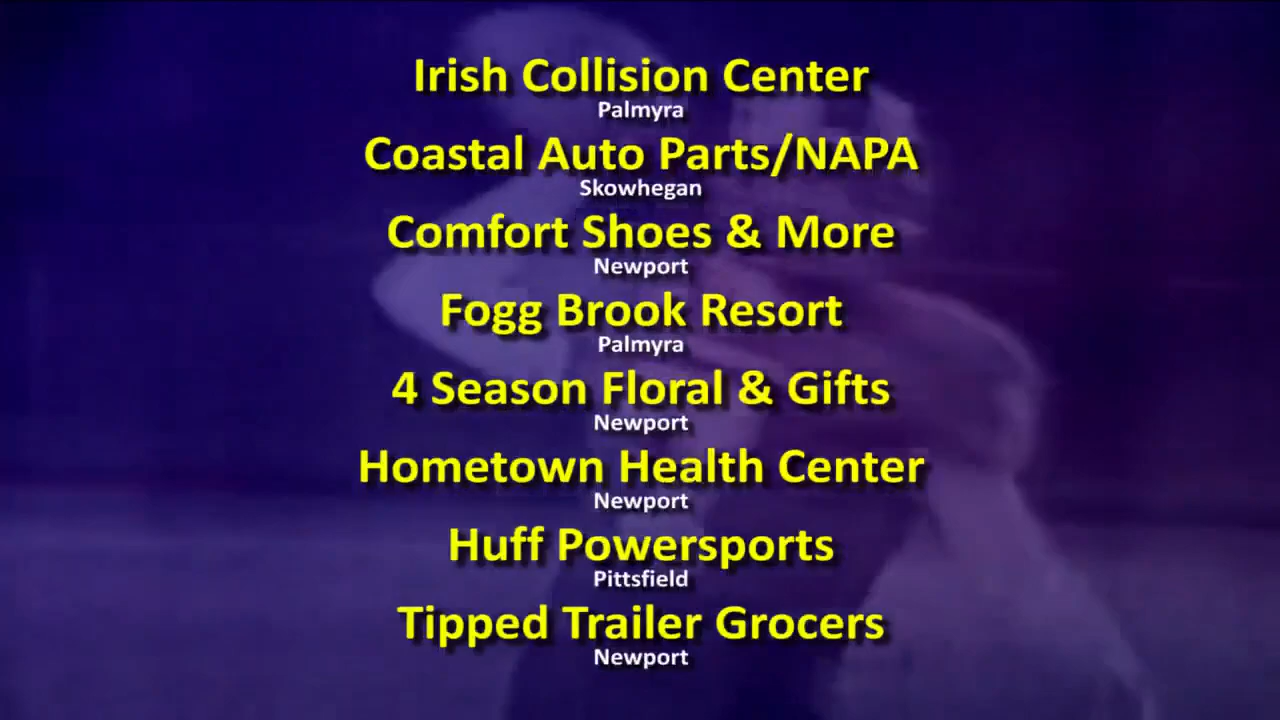 Irish Collision Center
Palmyra
Coastal Auto Parts/NAPA
Skowhegan
Comfort Shoes & More
Newport
Fogg Brook Resort
Palmyra
4 Season Floral & Gifts
Newport
Hometown Health Center
Newport
Huff Powersports
Pittsfield
Tipped Trailer Grocers
Newport